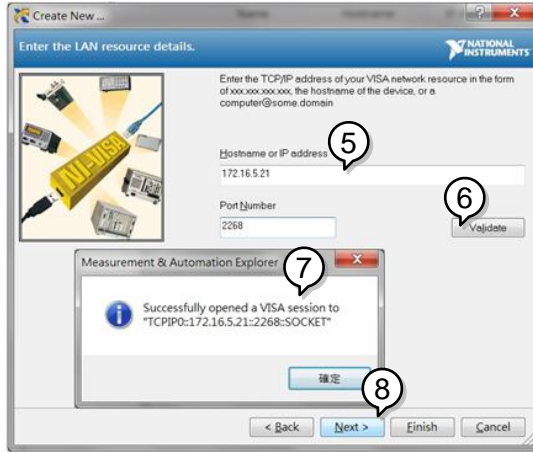 Create New ...
Enter the LAN resource details.
NATIONAL
INSTRUMENTS
Enter the TCP/IP address of your VISA network resource in the form
of xxx.xxx.xxx.xxx, the hostname of the device, or a
computer@some.domain
NI-VISA
Hostname or IP address
5
172.16.5.21
Port Number
6
2268
Validate
Measurement & Automation Explorer
7
Successfully opened a VISA session to
"TCPIP0::172.16.5.21::2268::SOCKET"
確定
8
< Back
Next >
Finish
Cancel